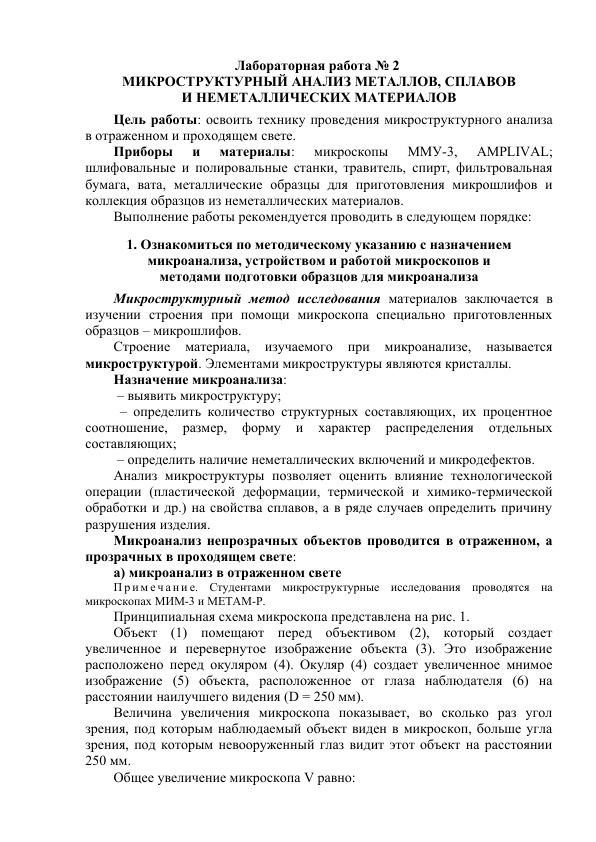 Лабораторная работа № 2
МИКРОСТРУКТУРНЫЙ АНАЛИЗ МЕТАЛЛОВ, СПЛАВОВ
И НЕМЕТАЛЛИЧЕСКИХ МАТЕРИАЛОВ
Цель работы: освоить технику проведения микроструктурного анализа
в отраженном и проходящем свете.
Приборы и материалы: микроскопы ММУ-3, AMPLIVAL;
шлифовальные и полировальные станки, травитель, спирт, фильтровальная
бумага, вата, металлические образцы для приготовления микрошлифов и
коллекция образцов из неметаллических материалов.
Выполнение работы рекомендуется проводить в следующем порядке:
1. Ознакомиться по методическому указанию с назначением
микроанализа, устройством и работой микроскопов и
методами подготовки образцов для микроанализа
Микроструктурный метод исследования материалов заключается в
изучении строения при помощи микроскопа специально приготовленных
образцов – микрошлифов.
Строение материала, изучаемого при микроанализе, называется
микроструктурой. Элементами микроструктуры являются кристаллы.
Назначение микроанализа:
– выявить микроструктуру;
– определить количество структурных составляющих, их процентное
соотношение, размер, форму и характер распределения отдельных
составляющих;
– определить наличие неметаллических включений и микродефектов.
Анализ микроструктуры позволяет оценить влияние технологической
операции (пластической деформации, термической и химико-термической
обработки и др.) на свойства сплавов, а в ряде случаев определить причину
разрушения изделия.
Микроанализ непрозрачных объектов проводится в отраженном, а
прозрачных в проходящем свете:
а) микроанализ в отраженном свете
Примечание. Студентами микроструктурные исследования проводятся на
микроскопах МИМ-3 и МЕТАМ-Р.
Принципиальная схема микроскопа представлена на рис. 1.
Объект (1) помещают перед объективом (2), который создает
увеличенное и перевернутое изображение объекта (3). Это изображение
расположено перед окуляром (4). Окуляр (4) создает увеличенное мнимое
изображение (5) объекта, расположенное от глаза наблюдателя (6) на
расстоянии наилучшего видения (D = 250 мм).
Величина увеличения микроскопа показывает, во сколько раз угол
зрения, под которым наблюдаемый объект виден в микроскоп, больше угла
зрения, под которым невооруженный глаз видит этот объект на расстоянии
250 мм.
Общее увеличение микроскопа V равно: